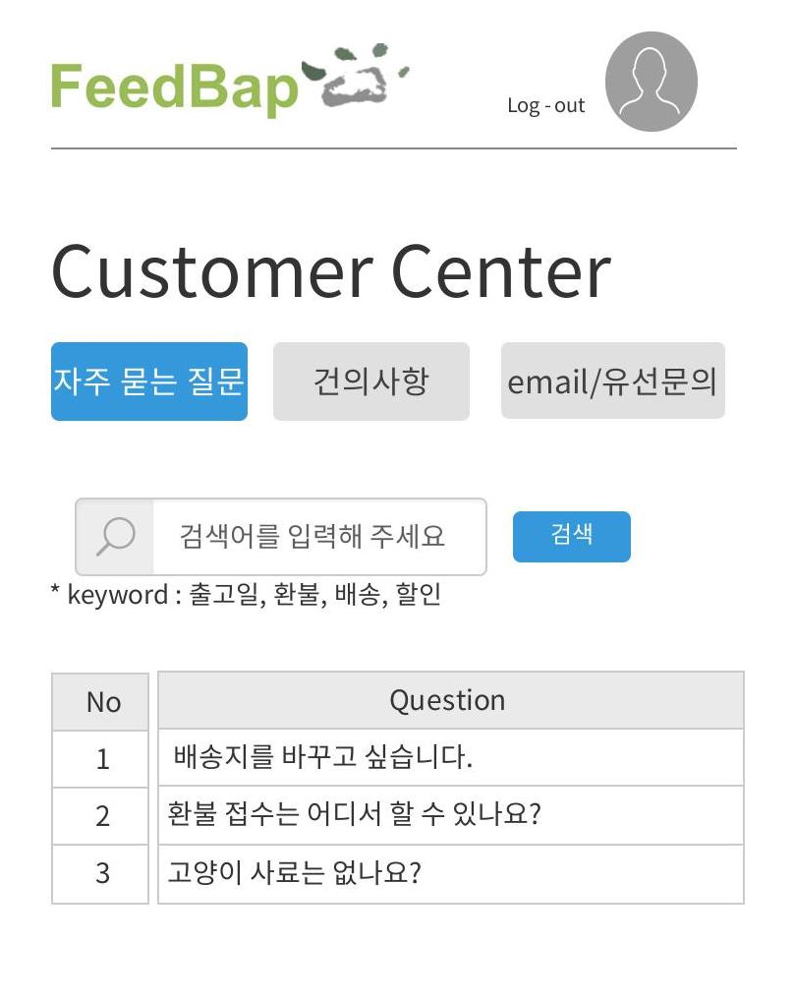 FeedBap
Log - out
Customer Center
자주 묻는 질문 건의사항 email/유선문의
검색어를 입력해 주세요 검색
* keyword : 출고일, 환불, 배송, 할인
No Question
1 배송지를 바꾸고 싶습니다.
2 환불 접수는 어디서 할 수 있나요?
3 고양이 사료는 없나요?